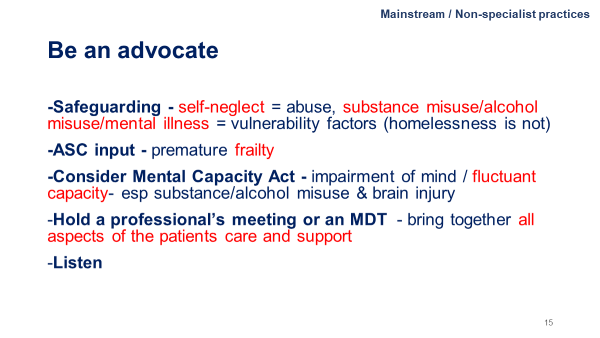 Mainstream / Non-specialist practices
Be an advocate
-Safeguarding - self-neglect = abuse, substance misuse/alcohol
misuse/mental illness = vulnerability factors (homelessness is not)
-ASC input - premature frailty
-Consider Mental Capacity Act - impairment of mind / fluctuant
capacity- esp substance/alcohol misuse & brain injury
-Hold a professional’s meeting or an MDT - bring together all
aspects of the patients care and support
-Listen
15